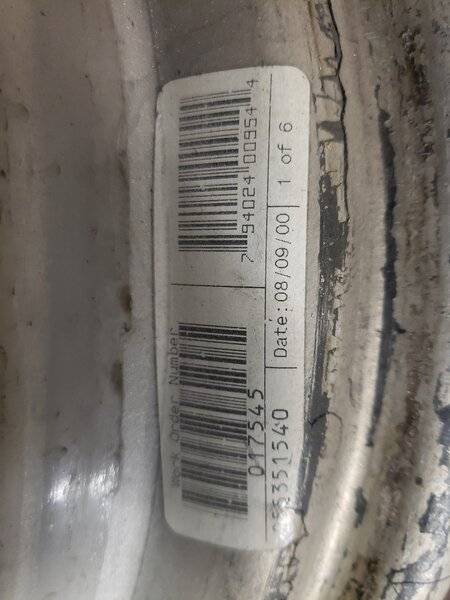 Work Order Number
017545
7 94024 00954 4
Date: 08/09/00
1 of 6